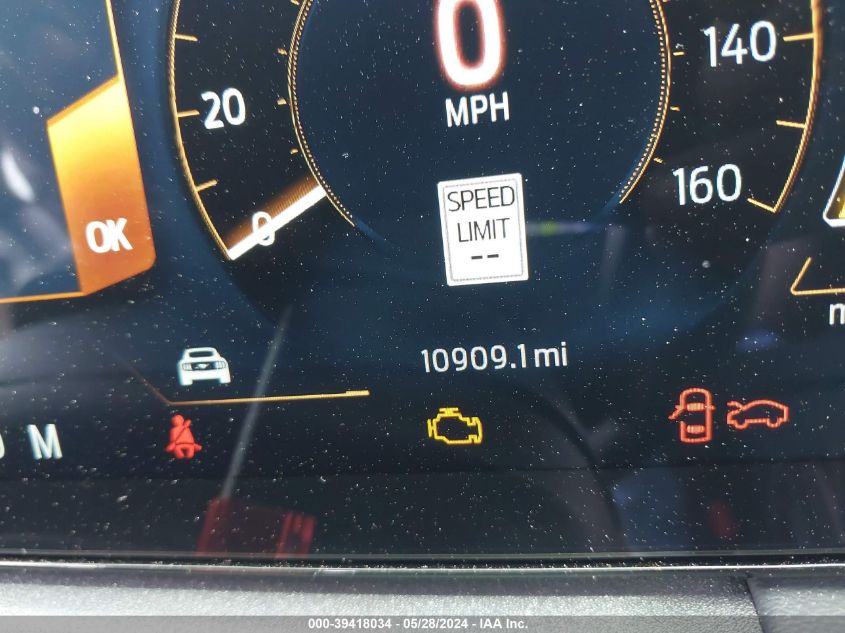 0
MPH
140
20
160
0
SPEED
LIMIT
--
OK
10909.1 mi
M
000-39418034 / 05/28/2024 - IAA Inc.